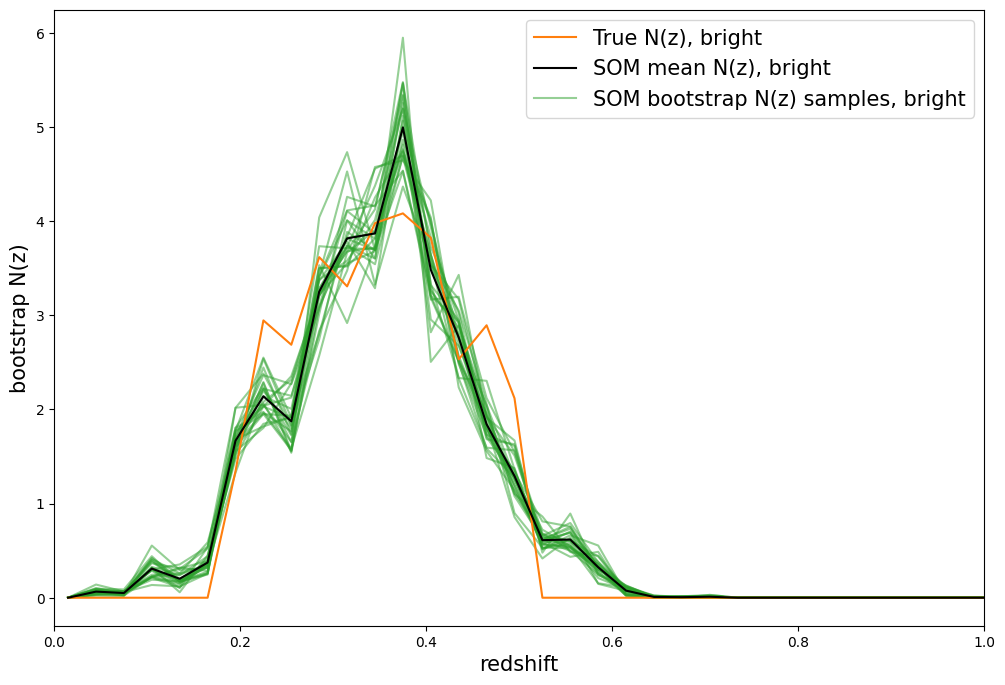 True N(z), bright
SOM mean N(z), bright
SOM bootstrap N(z) samples, bright
bootstrap N(z)
6
5
4
3
2
1
0
0.0 0.2 0.4 0.6 0.8 1.0
redshift